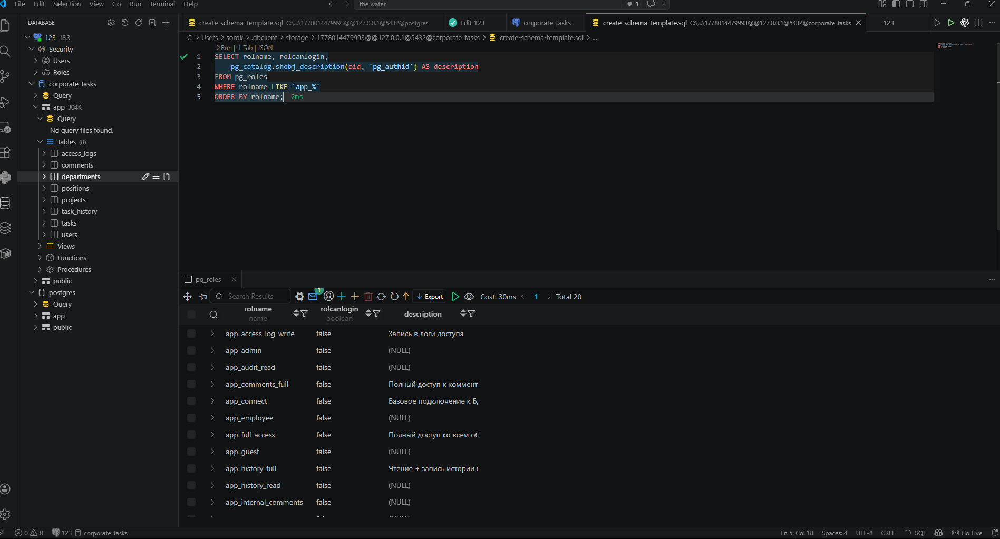 File Edit Selection View Go Run Terminal Help
the water
1
DATABASE
create-schema-template.sql C:\...\1778014479993@@127.0.0.1@5432@postgres
Edit 123
corporate_tasks
create-schema-template.sql C:\...\1778014479993@@127.0.0.1@5432@corporate_tasks
123
C: > Users > sorok > .dbclient > storage > 1778014479993@@127.0.0.1@5432@corporate_tasks > create-schema-template.sql > ...
123 18.3
Security
Users
Roles
corporate_tasks
Query
app 304K
Query
No query files found.
Tables (8)
access_logs
comments
departments
positions
projects
task_history
tasks
users
Views
Functions
Procedures
public
postgres
Query
app
public
Run | +Tab | JSON
1 SELECT rolname, rolcanlogin,
2 pg_catalog.shobj_description(oid, 'pg_authid') AS description
3 FROM pg_roles
4 WHERE rolname LIKE 'app_%'
5 ORDER BY rolname; 2ms
pg_roles
Search Results
1
Export
Cost: 30ms
1
Total 20
rolname rolcanlogin description
name boolean
app_access_log_write false Запись в логи доступа
app_admin false (NULL)
app_audit_read false (NULL)
app_comments_full false Полный доступ к коммент
app_connect false Базовое подключение к Б
app_employee false (NULL)
app_full_access false Полный доступ ко всем об
app_guest false (NULL)
app_history_full false Чтение + запись истории
app_history_read false (NULL)
app_internal_comments false (NULL)
0 0 123 corporate_tasks
Ln 5, Col 18 Spaces: 4 UTF-8 CRLF SQL Go Live